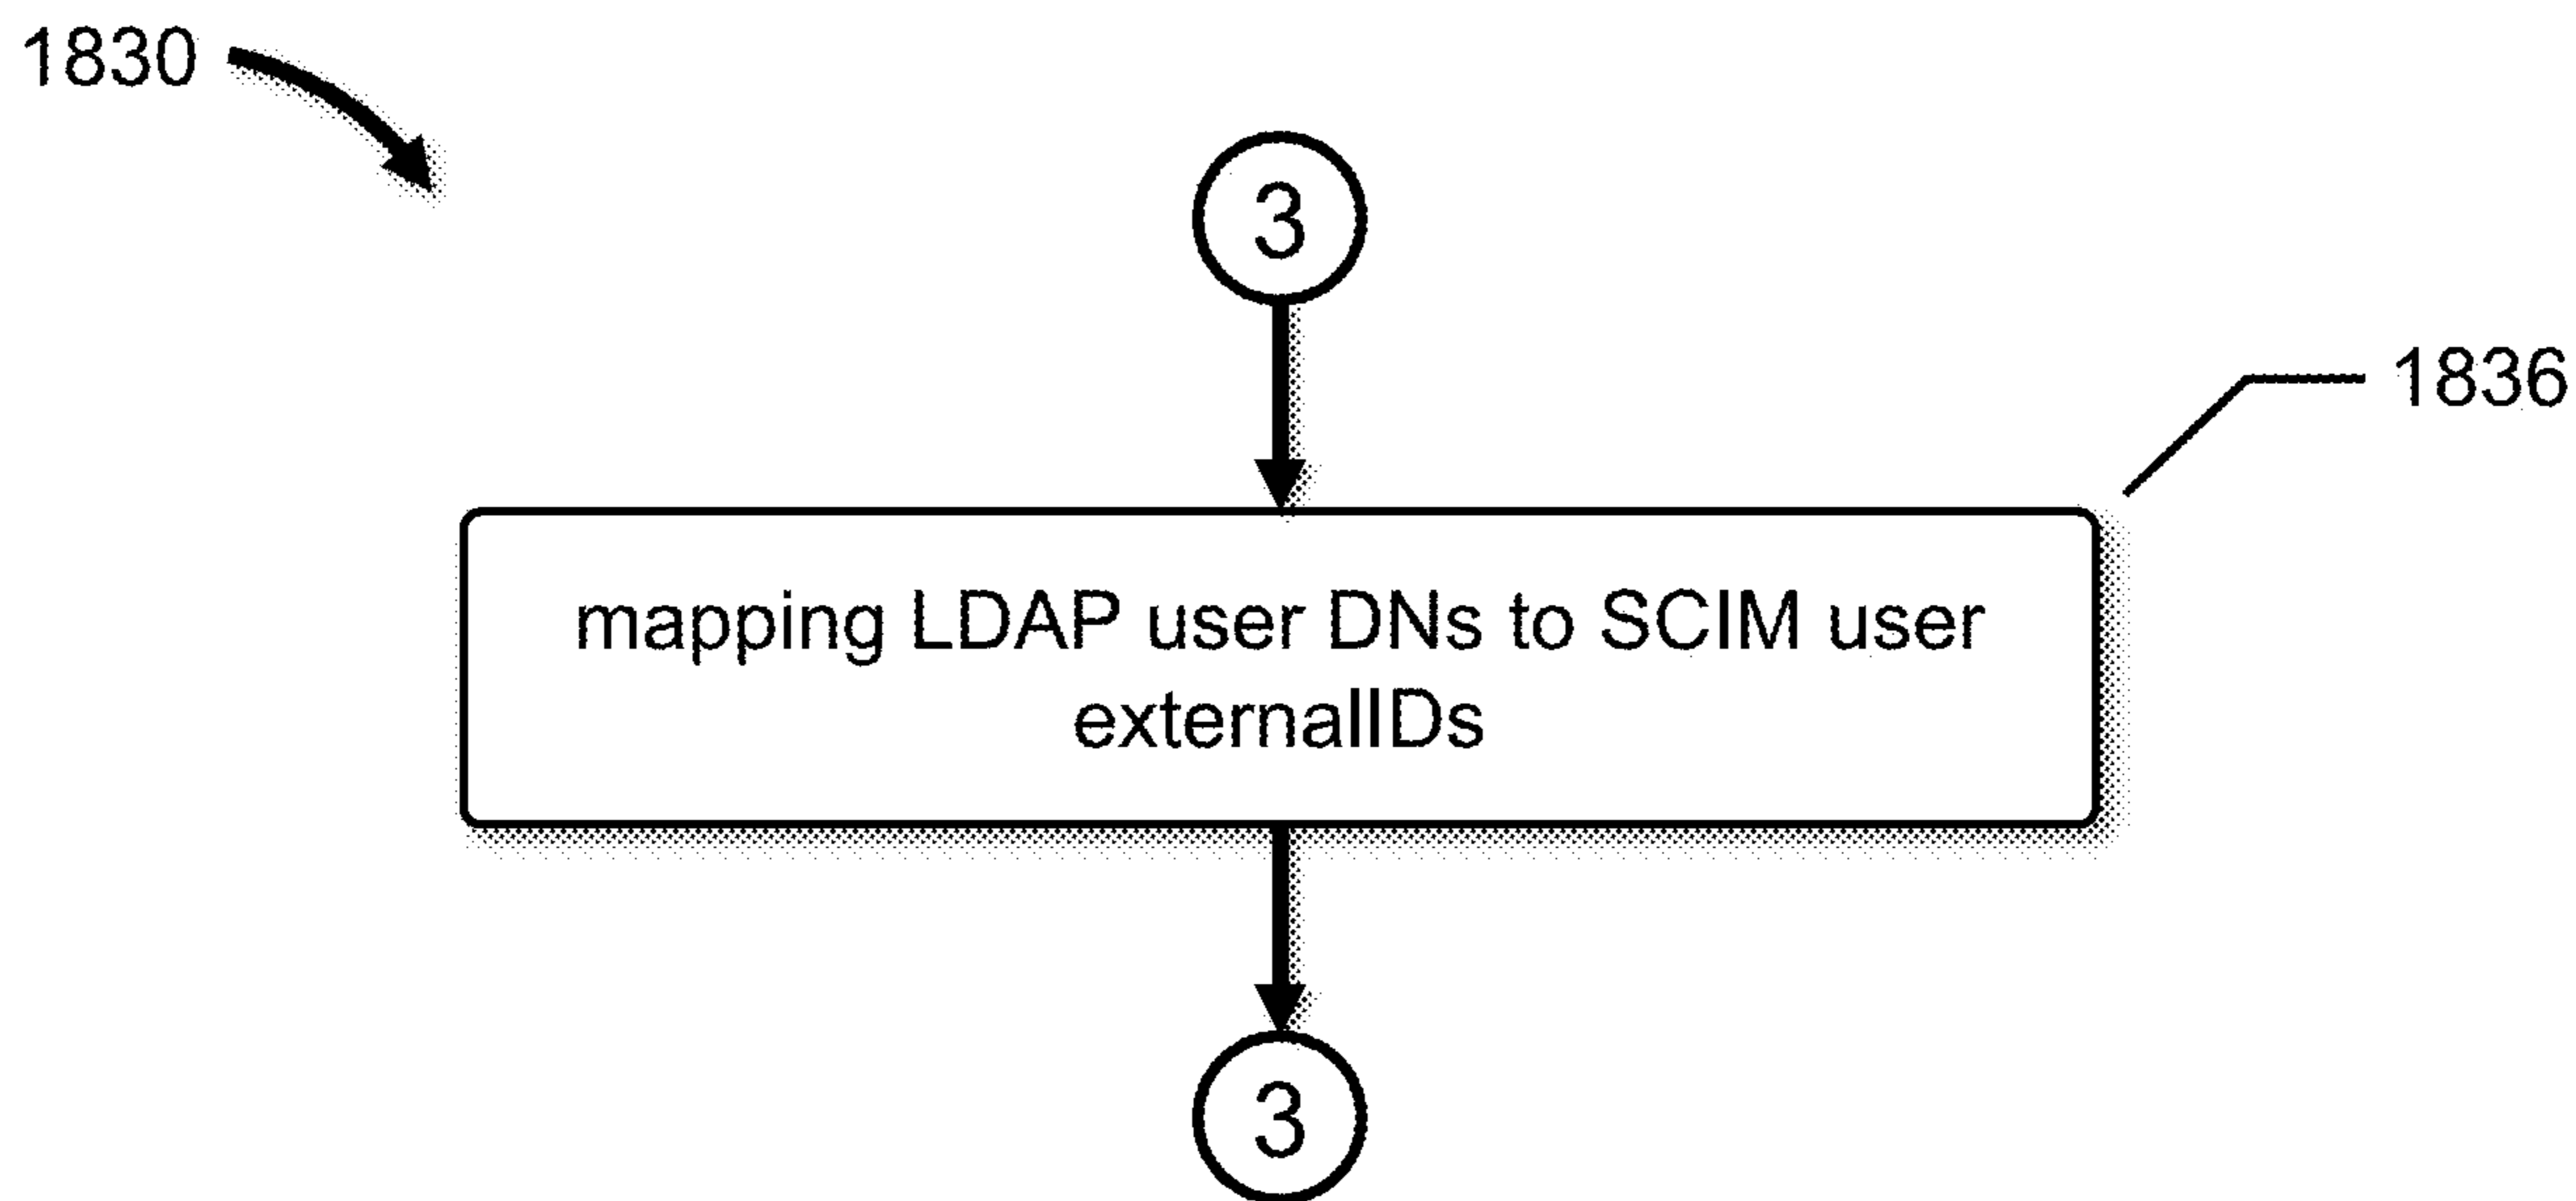 1830
3
1836
mapping LDAP user DNs to SCIM user
externalIDs
3